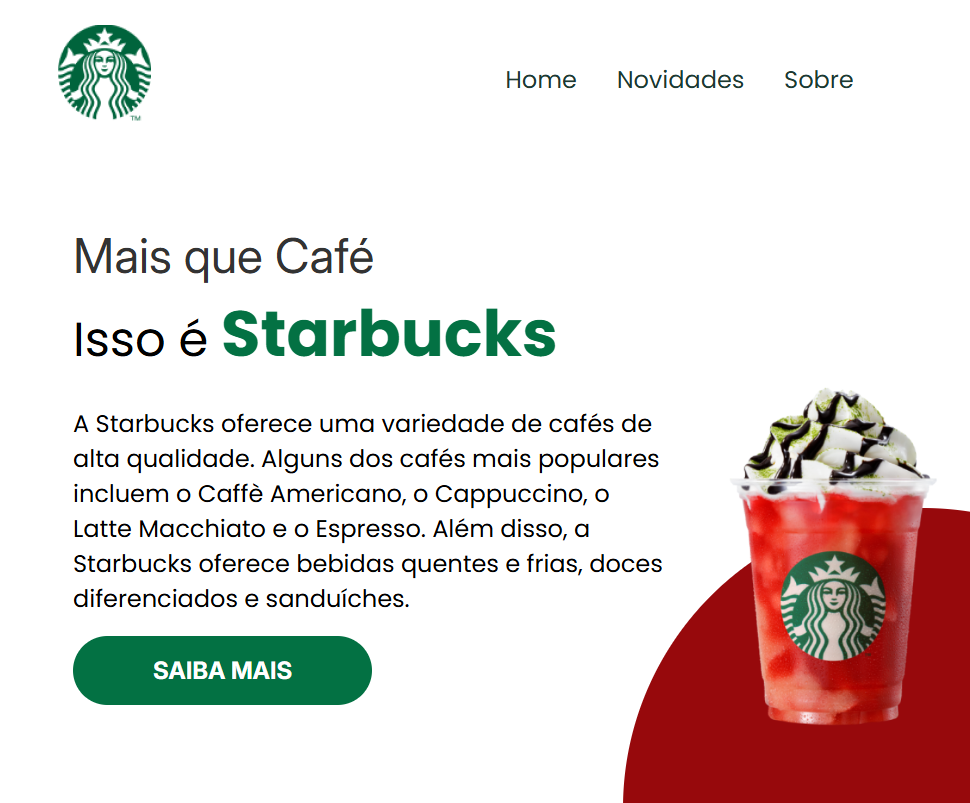 TM
Home Novidades Sobre
Mais que Café
Isso é Starbucks
A Starbucks oferece uma variedade de cafés de
alta qualidade. Alguns dos cafés mais populares
incluem o Caffè Americano, o Cappuccino, o
Latte Macchiato e o Espresso. Além disso, a
Starbucks oferece bebidas quentes e frias, doces
diferenciados e sanduíches.
SAIBA MAIS